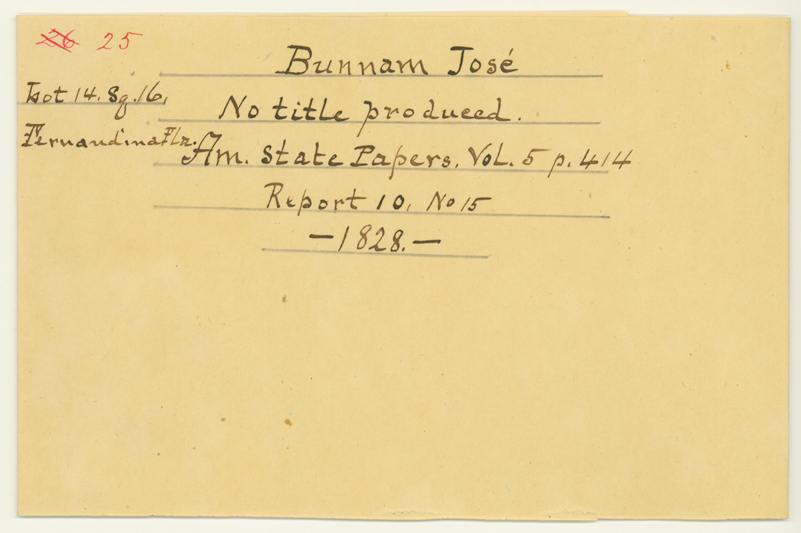 26 25
Bunnam José
Lot 14. Sq. 16,
No title produced.
Fernandina Fla.
Am. State Papers. Vol. 5 p. 414
Report 10, No 15
—1828.—